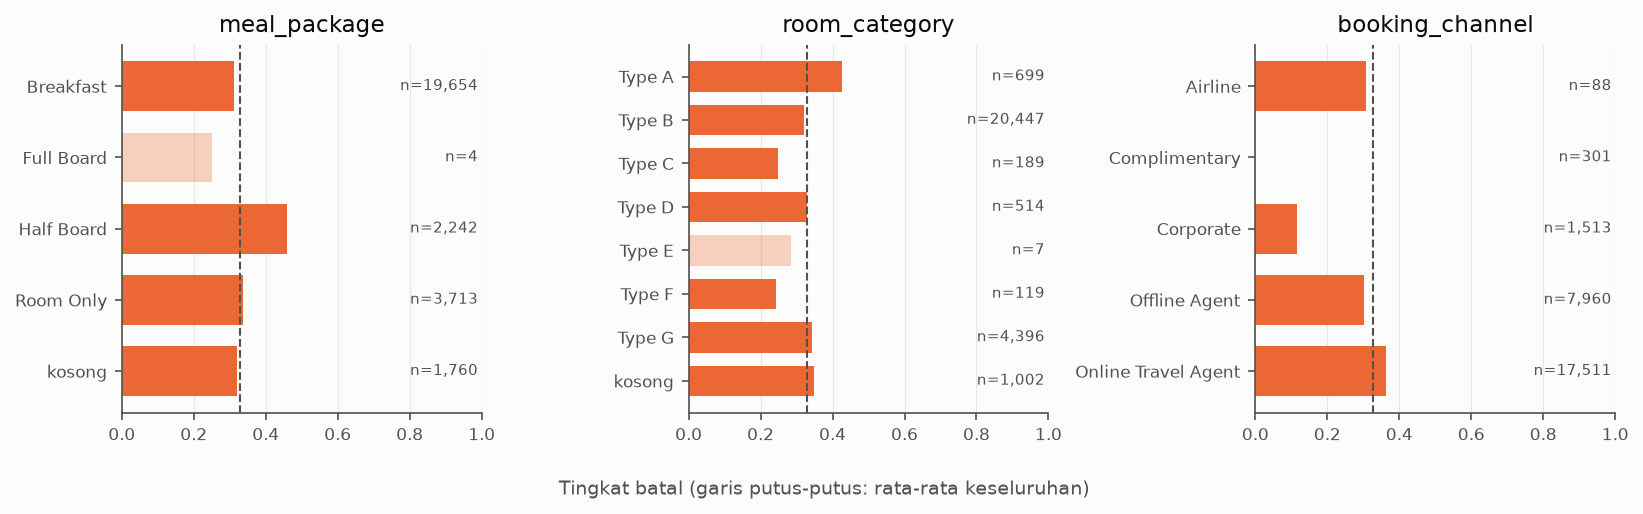 meal_package
Breakfast n=19,654
Full Board n=4
Half Board n=2,242
Room Only n=3,713
kosong n=1,760
0.0 0.2 0.4 0.6 0.8 1.0
room_category
Type A n=699
Type B n=20,447
Type C n=189
Type D n=514
Type E n=7
Type F n=119
Type G n=4,396
kosong n=1,002
0.0 0.2 0.4 0.6 0.8 1.0
booking_channel
Airline n=88
Complimentary n=301
Corporate n=1,513
Offline Agent n=7,960
Online Travel Agent n=17,511
0.0 0.2 0.4 0.6 0.8 1.0
Tingkat batal (garis putus-putus: rata-rata keseluruhan)